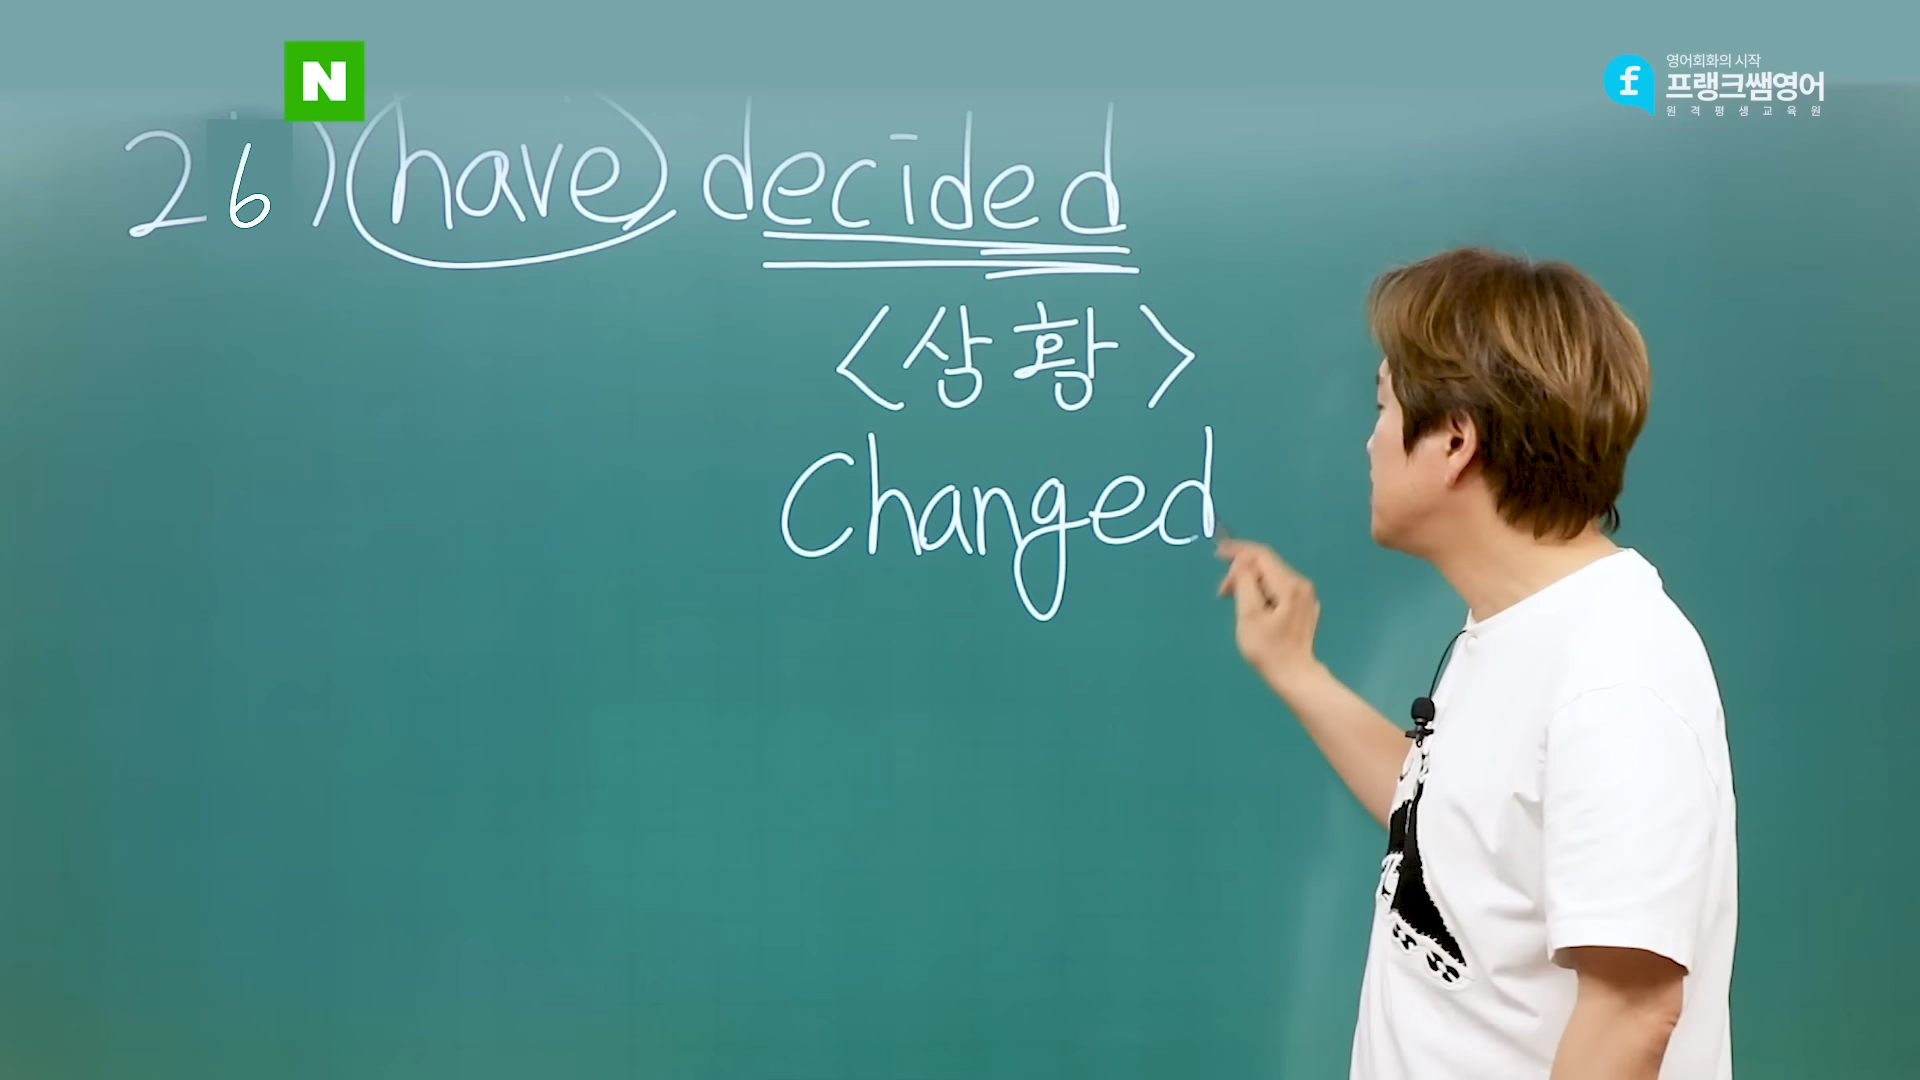 N
영어회화의 시작
프랭크쌤영어
원격평생교육원
26) have decided
<상황>
Changed